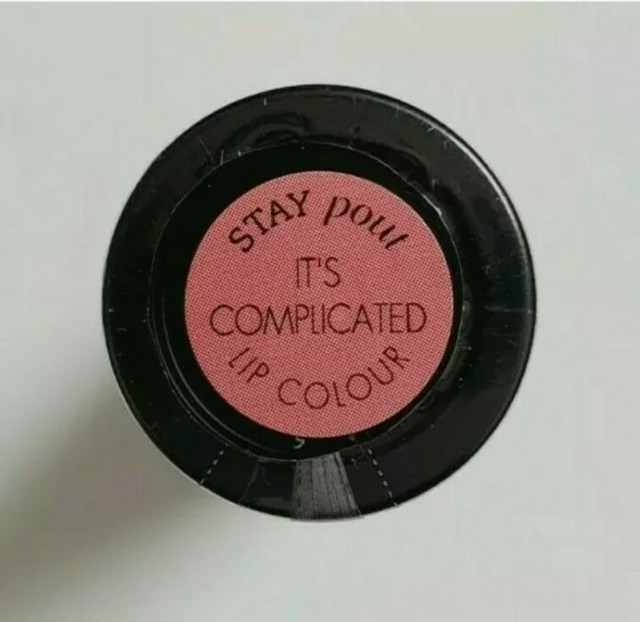 STAY pout
IT'S
COMPLICATED
LIP COLOUR